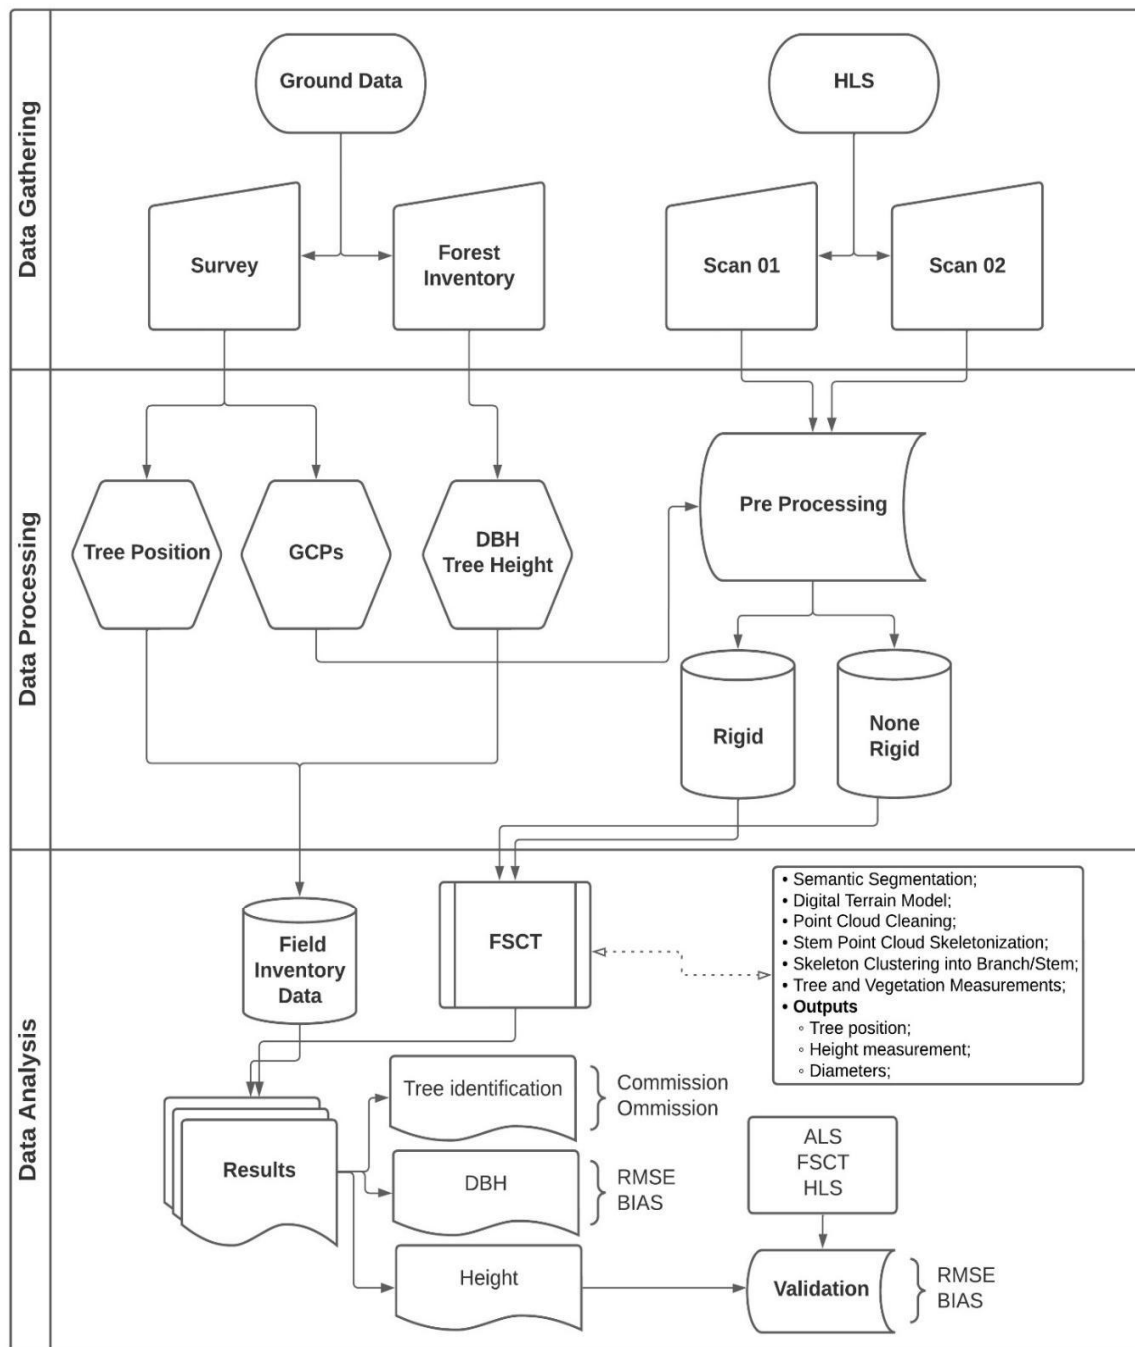 Data Gathering
Ground Data
HLS
Survey
Forest
Inventory
Scan 01
Scan 02
Data Processing
Tree Position
GCPs
DBH
Tree Height
Pre Processing
Rigid
None
Rigid
Data Analysis
Field
Inventory
Data
FSCT
• Semantic Segmentation;
• Digital Terrain Model;
• Point Cloud Cleaning;
• Stem Point Cloud Skeletonization;
• Skeleton Clustering into Branch/Stem;
• Tree and Vegetation Measurements;
• Outputs
◦ Tree position;
◦ Height measurement;
◦ Diameters;
Results
Tree identification
Commission
Ommission
DBH
RMSE
BIAS
Height
ALS
FSCT
HLS
Validation
RMSE
BIAS